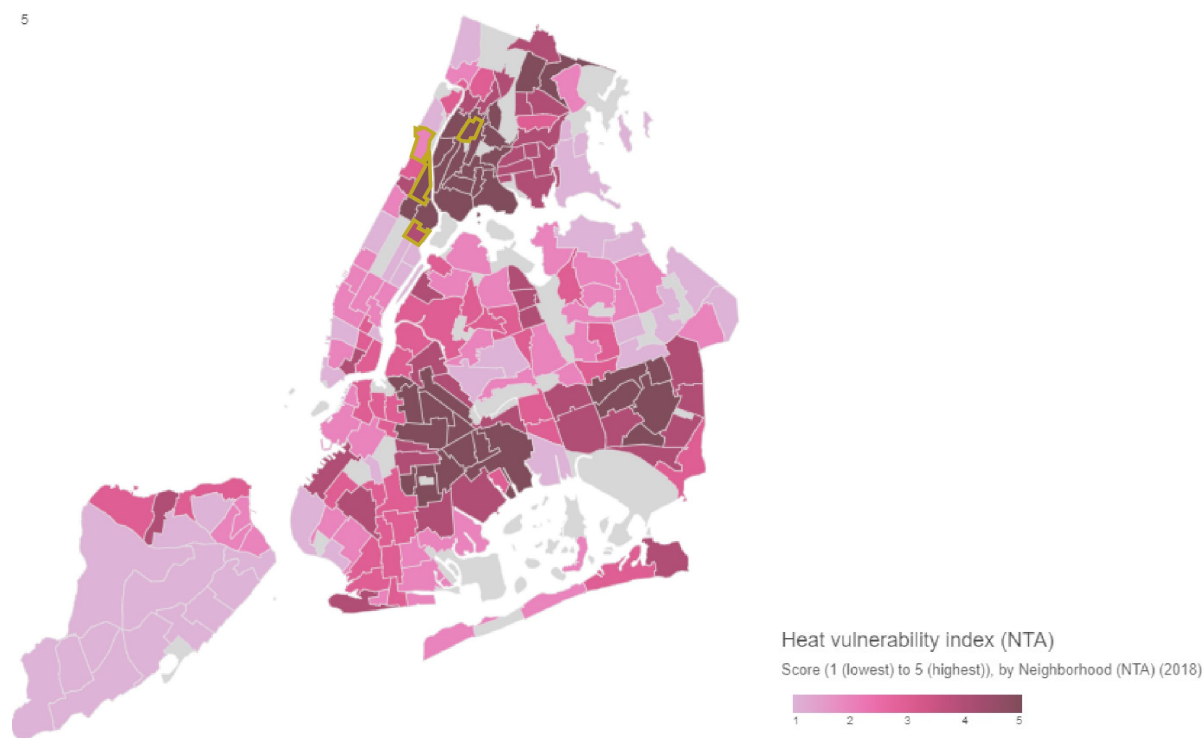 5
Heat vulnerability index (NTA)
Score (1 (lowest) to 5 (highest)), by Neighborhood (NTA) (2018)
1 2 3 4 5